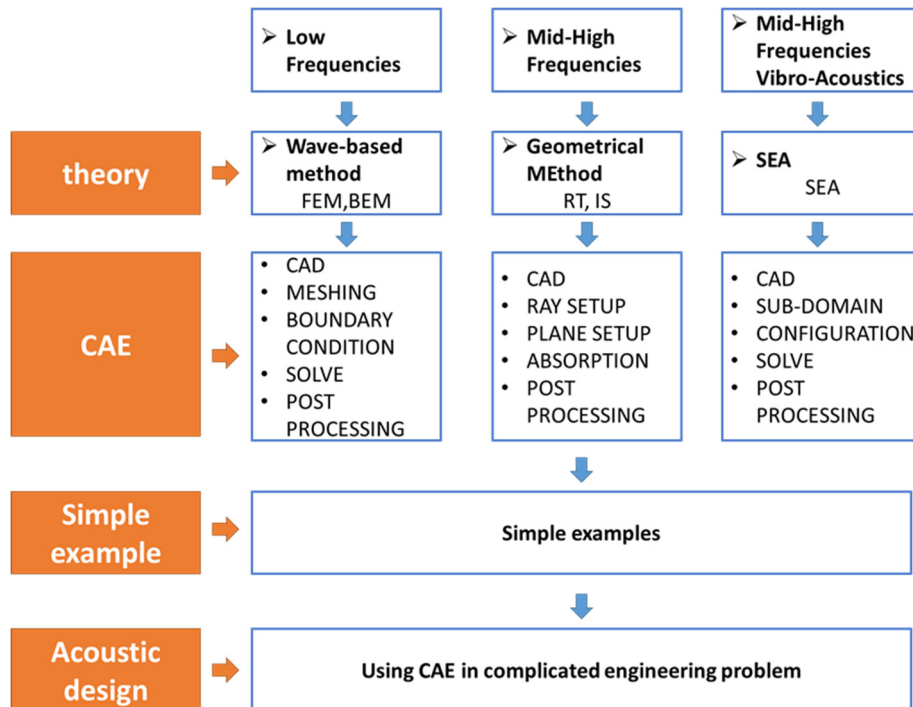 ➢ Low
Frequencies
➢ Mid-High
Frequencies
➢ Mid-High
Frequencies
Vibro-Acoustics
theory
➢ Wave-based
method
FEM,BEM
➢ Geometrical
MEthod
RT, IS
➢ SEA
SEA
CAE
• CAD
• MESHING
• BOUNDARY
CONDITION
• SOLVE
• POST
PROCESSING
• CAD
• RAY SETUP
• PLANE SETUP
• ABSORPTION
• POST
PROCESSING
• CAD
• SUB-DOMAIN
• CONFIGURATION
• SOLVE
• POST
PROCESSING
Simple
example
Simple examples
Acoustic
design
Using CAE in complicated engineering problem